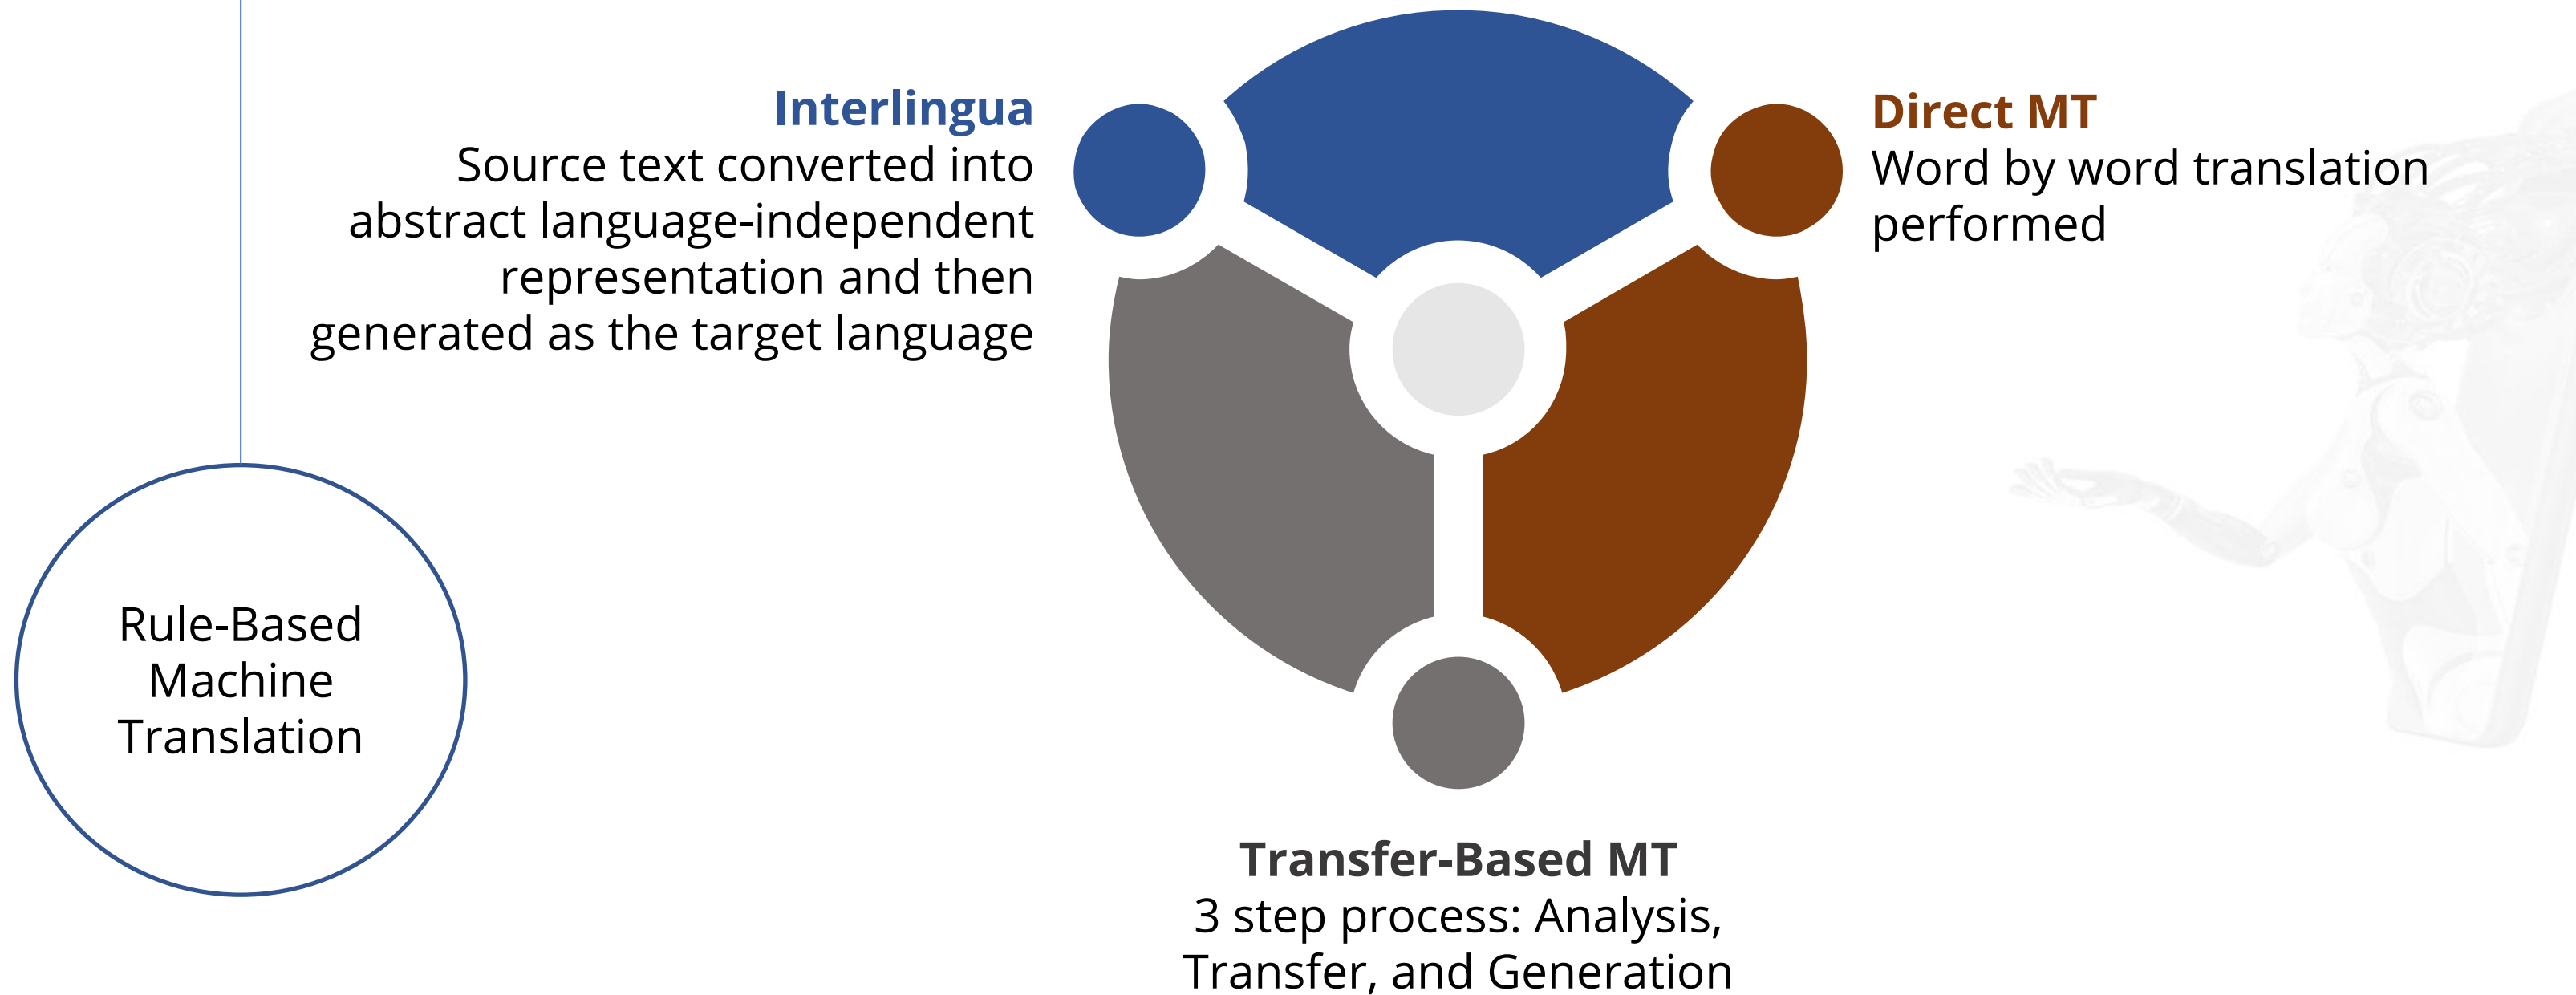 Interlingua
Source text converted into
abstract language-independent
representation and then
generated as the target language
Direct MT
Word by word translation
performed
Rule-Based
Machine
Translation
Transfer-Based MT
3 step process: Analysis,
Transfer, and Generation